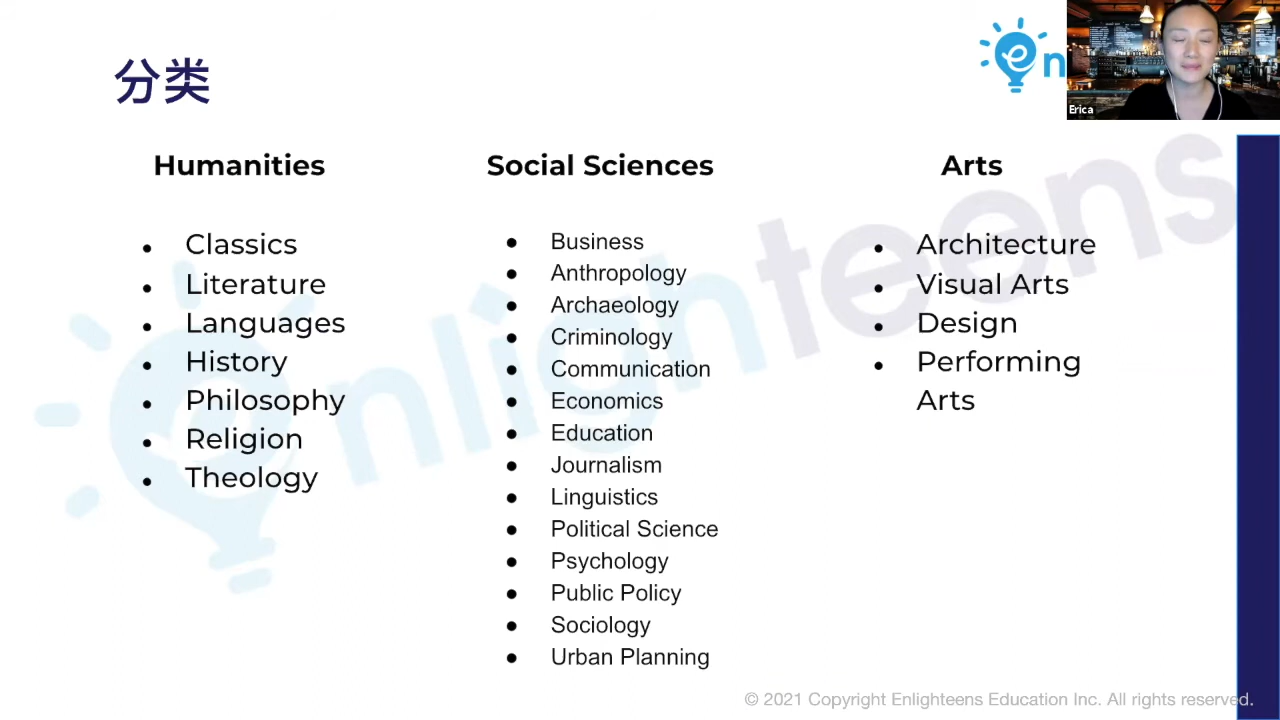 分类
en
Erica
Humanities
Classics
Literature
Languages
History
Philosophy
Religion
Theology
Social Sciences
Business
Anthropology
Archaeology
Criminology
Communication
Economics
Education
Journalism
Linguistics
Political Science
Psychology
Public Policy
Sociology
Urban Planning
Arts
Architecture
Visual Arts
Design
Performing
Arts
enlighteens
© 2021 Copyright Enlighteens Education Inc. All rights reserved.